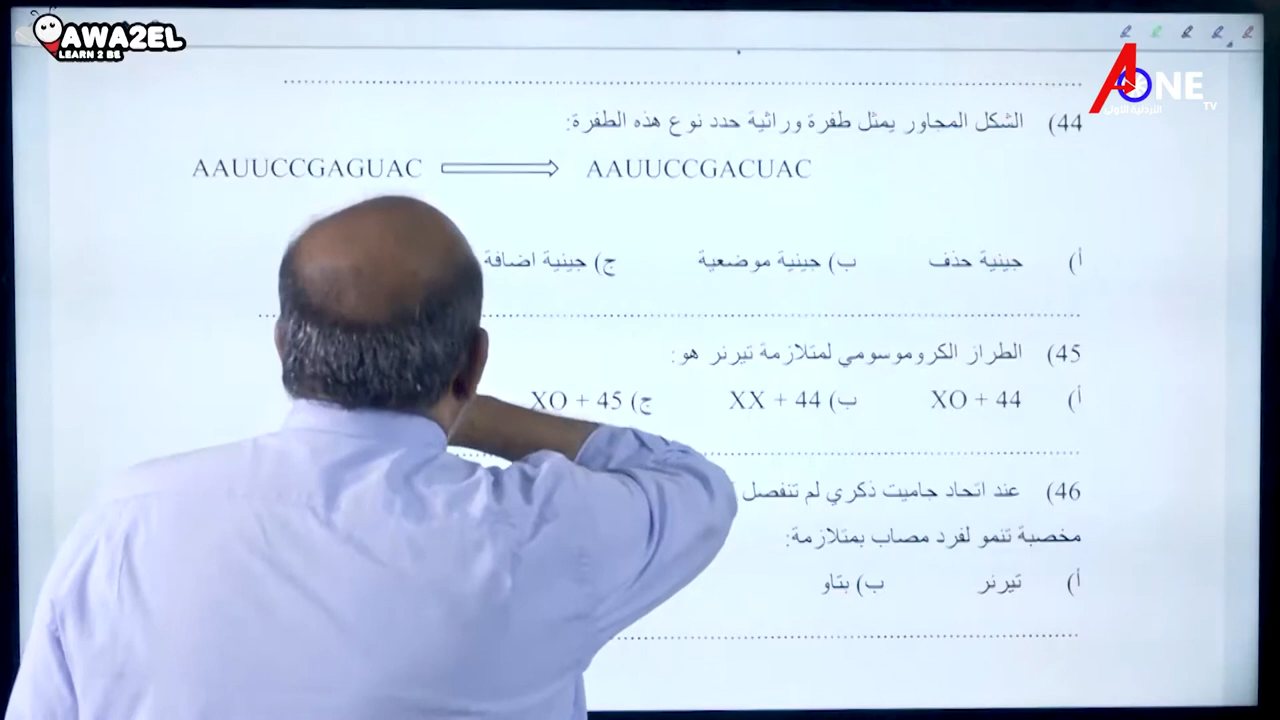 AWA2EL
LEARN 2 BE
A ONE TV
الأردنية الأولى
44) الشكل المجاور يمثل طفرة وراثية حدد نوع هذه الطفرة:
AAUUCCGAGUAC ⟹ AAUUCCGACUAC
أ) جينية حذف ب) جينية موضعية ج) جينية اضافة
45) الطراز الكروموسومي لمتلازمة تيرنر هو:
أ) 44 + XO ب) 44 + XX ج) 45 + XO
46) عند اتحاد جاميت ذكري لم تنفصل
مخصبة تنمو لفرد مصاب بمتلازمة:
أ) تيرنر ب) بتاو